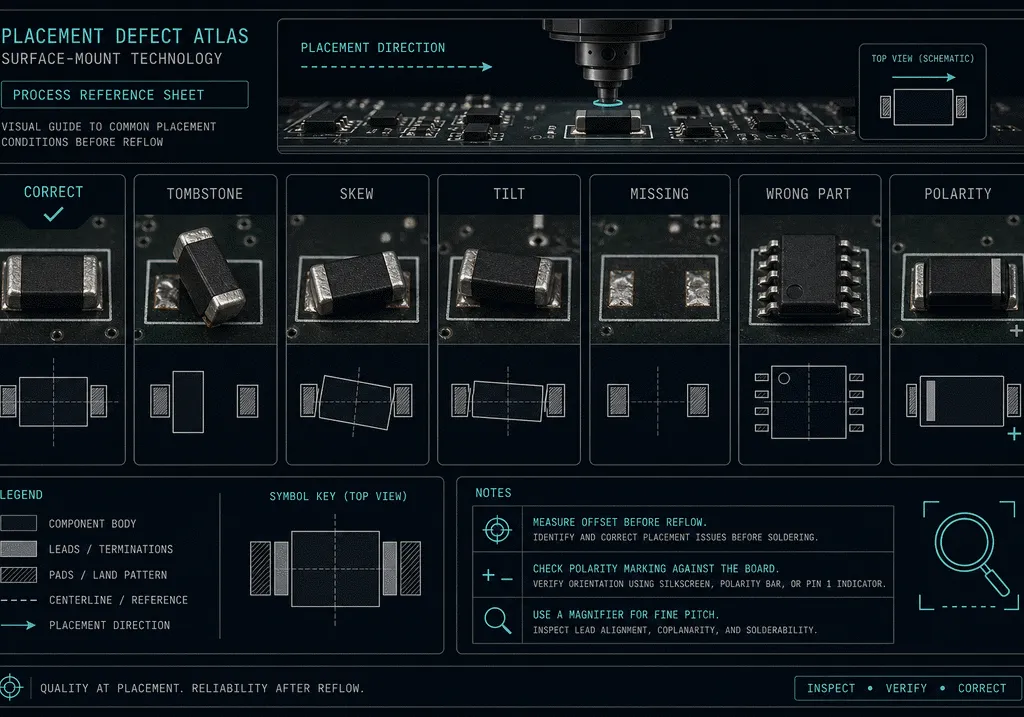 PLACEMENT DEFECT ATLAS
SURFACE-MOUNT TECHNOLOGY
PROCESS REFERENCE SHEET
VISUAL GUIDE TO COMMON PLACEMENT
CONDITIONS BEFORE REFLOW
PLACEMENT DIRECTION
TOP VIEW (SCHEMATIC)
CORRECT
TOMBSTONE
SKEW
TILT
MISSING
WRONG PART
POLARITY
+
+
LEGEND
COMPONENT BODY
LEADS / TERMINATIONS
PADS / LAND PATTERN
CENTERLINE / REFERENCE
PLACEMENT DIRECTION
SYMBOL KEY (TOP VIEW)
NOTES
MEASURE OFFSET BEFORE REFLOW.
IDENTIFY AND CORRECT PLACEMENT ISSUES BEFORE SOLDERING.
+ –
CHECK POLARITY MARKING AGAINST THE BOARD.
VERIFY ORIENTATION USING SILKSCREEN, POLARITY BAR, OR PIN 1 INDICATOR.
USE A MAGNIFIER FOR FINE PITCH.
INSPECT LEAD ALIGNMENT, COPLANARITY, AND SOLDERABILITY.
QUALITY AT PLACEMENT. RELIABILITY AFTER REFLOW.
INSPECT • VERIFY • CORRECT